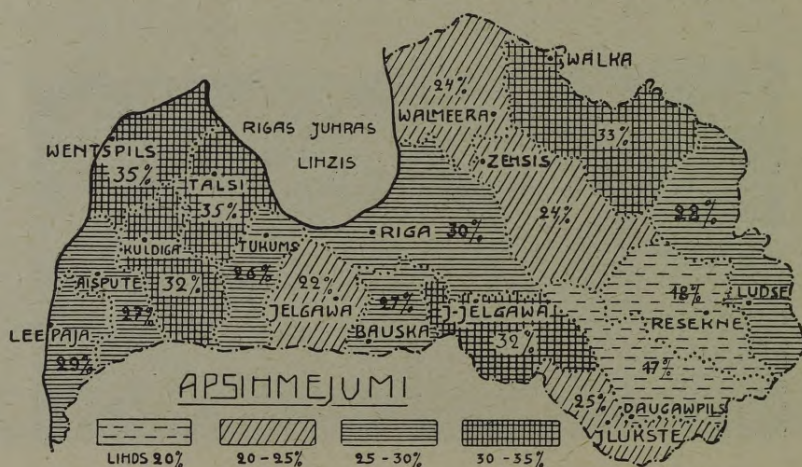 WALKA
24%
WALMEERA
RIGAS JUHRAS
LIHZIS
33%
WENTSPILS
35%
TALSI
35%
ZEHSIS
24%
28%
KULDIGA
TUKUMS
RIGA 30%
AISPUTE
32%
26%
22%
27%
27%
JELGAWA
BAUSKA
J-JELGAWA
32%
18%
LUDSE
RESEKNE
LEEPAJA
29%
17%
25%
DAUGAWPILS
JLUKSTE
APSIHMEJUMI
LIHDS 20%
20-25%
25-30%
30-35%